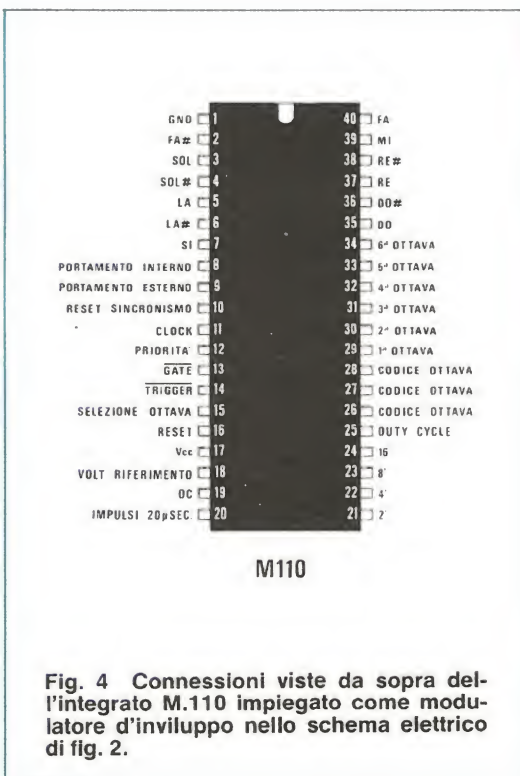 GND 1 40 FA
FA# 2 39 MI
SOL 3 38 RE#
SOL# 4 37 RE
LA 5 36 DO#
LA# 6 35 DO
SI 7 34 6ª OTTAVA
PORTAMENTO INTERNO 8 33 5ª OTTAVA
PORTAMENTO ESTERNO 9 32 4ª OTTAVA
RESET SINCRONISMO 10 31 3ª OTTAVA
CLOCK 11 30 2ª OTTAVA
PRIORITA' 12 29 1ª OTTAVA
GATE 13 28 CODICE OTTAVA
TRIGGER 14 27 CODICE OTTAVA
SELEZIONE OTTAVA 15 26 CODICE OTTAVA
RESET 16 25 DUTY CYCLE
Vcc 17 24 16
VOLT RIFERIMENTO 18 23 8'
DC 19 22 4'
IMPULSI 20µSEC. 20 21 2'
M110
Fig. 4 Connessioni viste da sopra del-
l'integrato M.110 impiegato come modu-
latore d'inviluppo nello schema elettrico
di fig. 2.